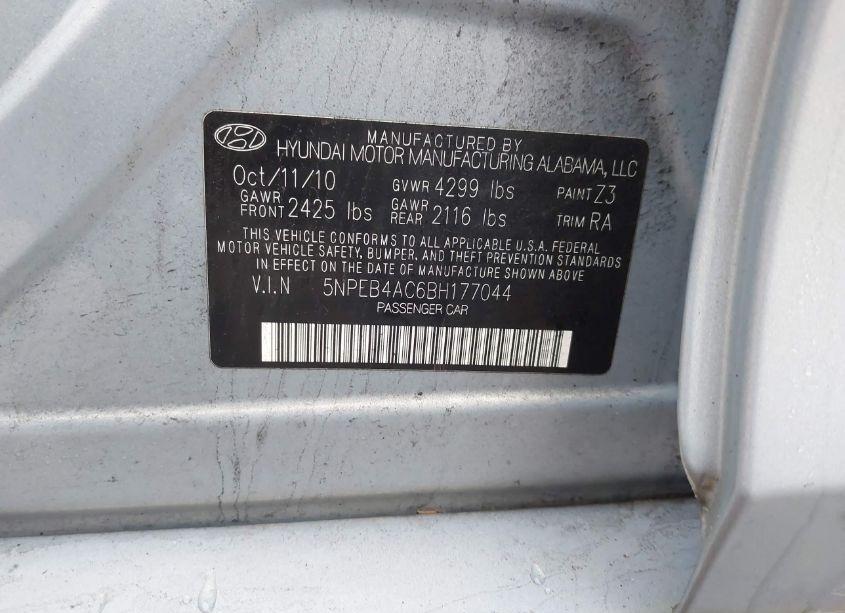 MANUFACTURED BY
HYUNDAI MOTOR MANUFACTURING ALABAMA, LLC
Oct/11/10 GVWR 4299 lbs PAINT Z3
GAWR FRONT 2425 lbs GAWR REAR 2116 lbs TRIM RA
THIS VEHICLE CONFORMS TO ALL APPLICABLE U.S.A. FEDERAL
MOTOR VEHICLE SAFETY, BUMPER, AND THEFT PREVENTION STANDARDS
IN EFFECT ON THE DATE OF MANUFACTURE SHOWN ABOVE
V.I.N 5NPEB4AC6BH177044
PASSENGER CAR